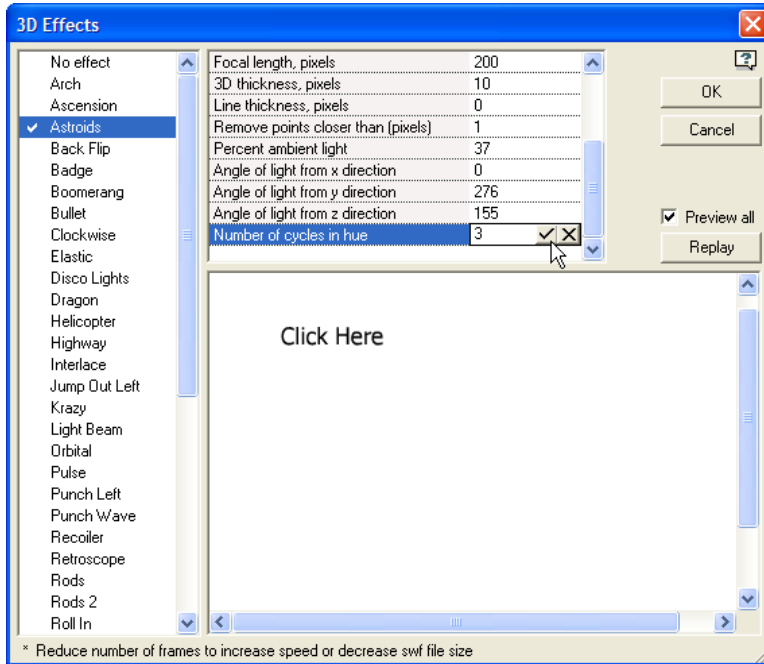 3D Effects
No effect
Arch
Ascension
Astroids
Back Flip
Badge
Boomerang
Bullet
Clockwise
Elastic
Disco Lights
Dragon
Helicopter
Highway
Interlace
Jump Out Left
Krazy
Light Beam
Orbital
Pulse
Punch Left
Punch Wave
Recoiler
Retroscope
Rods
Rods 2
Roll In
Focal length, pixels 200
3D thickness, pixels 10
Line thickness, pixels 0
Remove points closer than (pixels) 1
Percent ambient light 37
Angle of light from x direction 0
Angle of light from y direction 276
Angle of light from z direction 155
Number of cycles in hue 3
?
OK
Cancel
Preview all
Replay
Click Here
* Reduce number of frames to increase speed or decrease swf file size